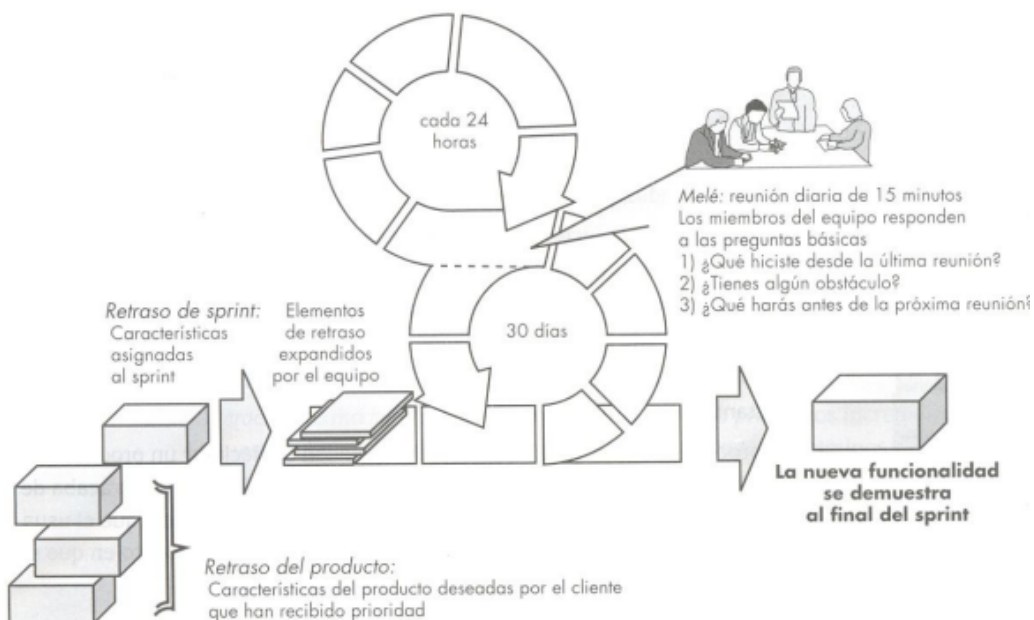 cada 24
horas
Melé: reunión diaria de 15 minutos
Los miembros del equipo responden
a las preguntas básicas
1) ¿Qué hiciste desde la última reunión?
2) ¿Tienes algún obstáculo?
3) ¿Qué harás antes de la próxima reunión?
Retraso de sprint:
Características
asignadas
al sprint
Elementos
de retraso
expandidos
por el equipo
30 días
La nueva funcionalidad
se demuestra
al final del sprint
Retraso del producto:
Características del producto deseadas por el cliente
que han recibido prioridad